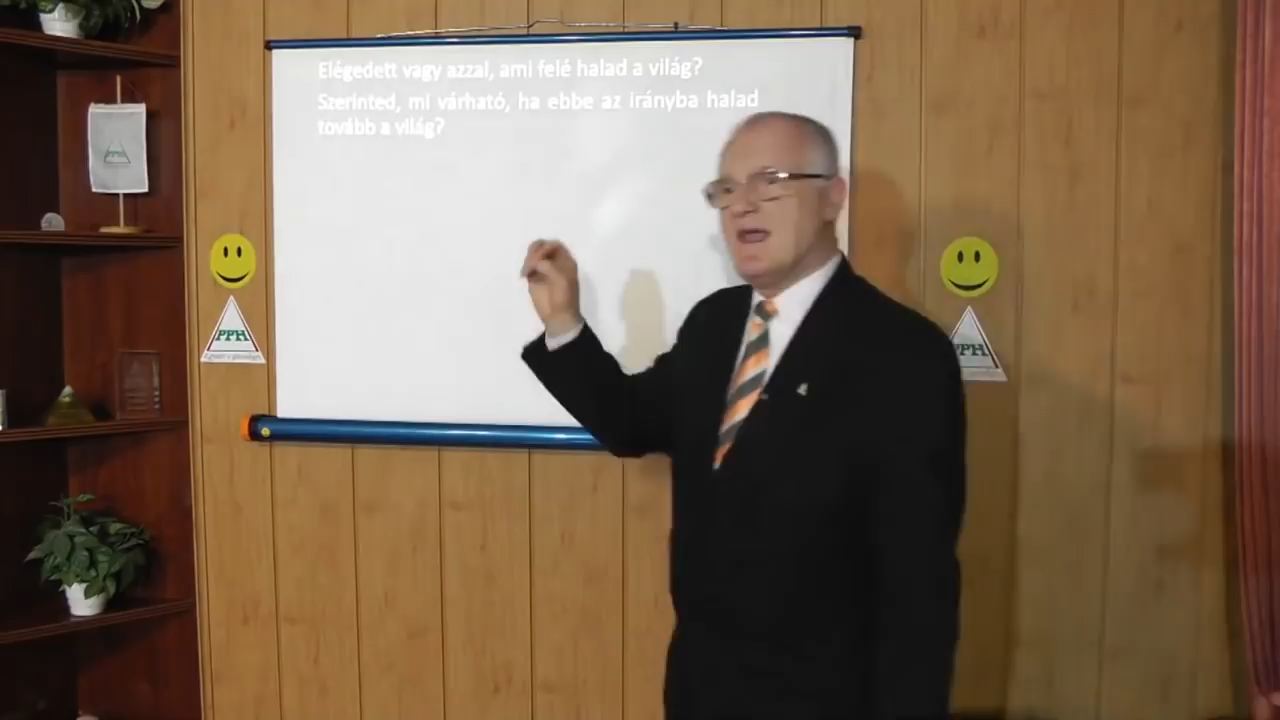 Elégedett vagy azzal, ami felé halad a világ?
Szerinted, mi várható, ha ebbe az irányba halad
tovább a világ?
PPH
PPH
PPH